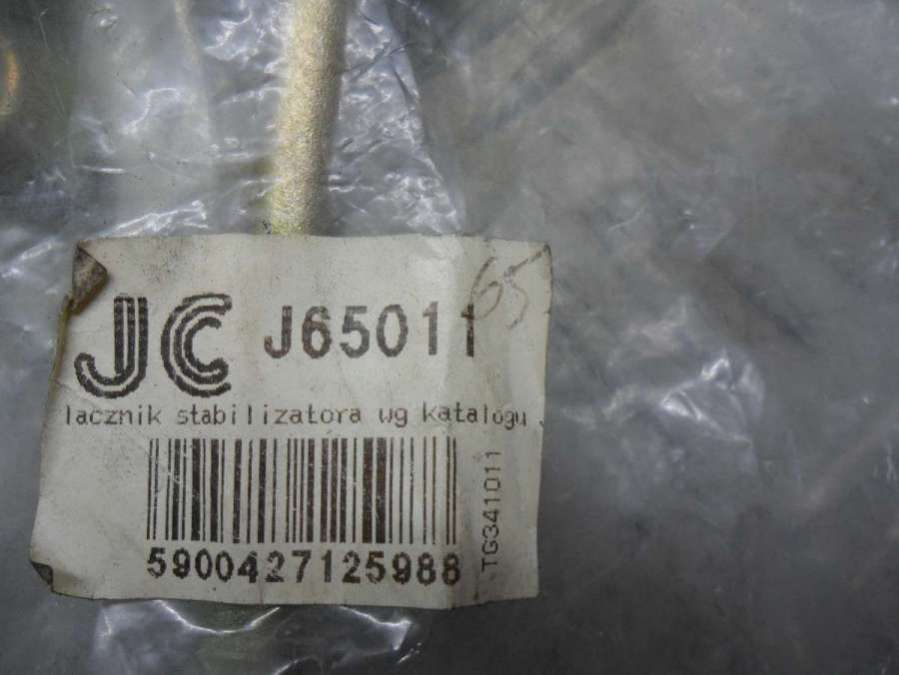 JC J65011 65
lacznik stabilizatora wg katalogu
TG341011
5900427125988